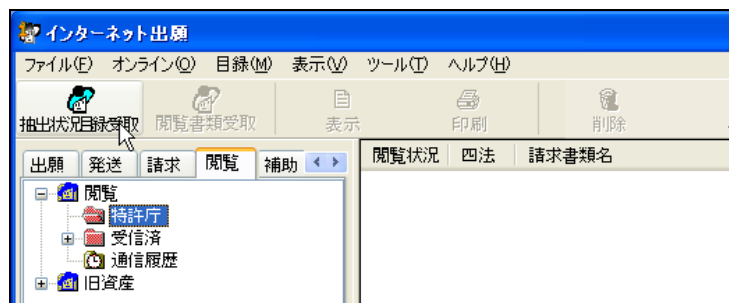 インターネット出願
ファイル(F) オンライン(O) 目録(M) 表示(V) ツール(T) ヘルプ(H)
抽出状況目録受取 閲覧書類受取 表示 印刷 削除
出願 発送 請求 閲覧 補助
閲覧状況 四法 請求書類名
閲覧
特許庁
受信済
通信履歴
旧資産